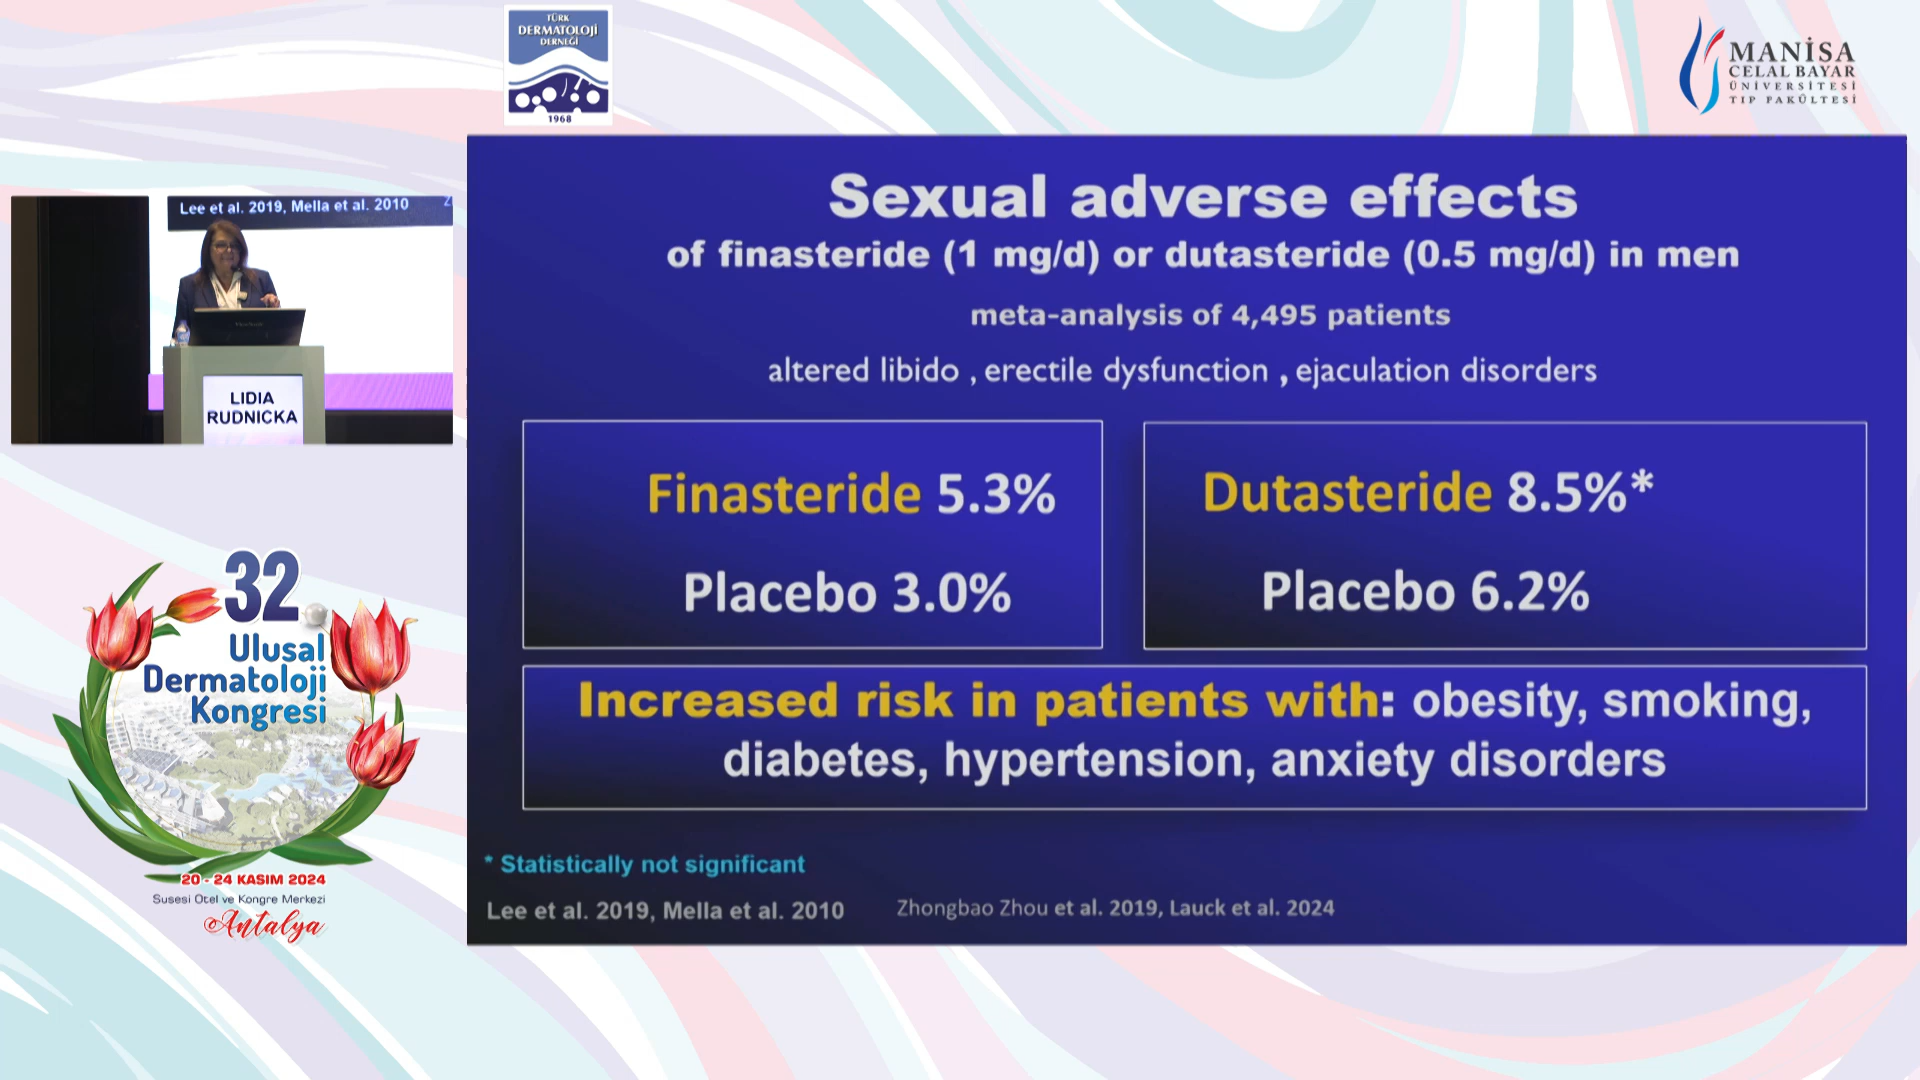 TÜRK
DERMATOLOJİ
DERNEĞİ
1968
MANİSA
CELAL BAYAR
ÜNİVERSİTESİ
TIP FAKÜLTESİ
Lee et al. 2019, Mella et al. 2010
Z
LIDIA
RUDNICKA
Sexual adverse effects
of finasteride (1 mg/d) or dutasteride (0.5 mg/d) in men
meta-analysis of 4,495 patients
altered libido , erectile dysfunction , ejaculation disorders
Finasteride 5.3%
Placebo 3.0%
Dutasteride 8.5%*
Placebo 6.2%
Increased risk in patients with: obesity, smoking,
diabetes, hypertension, anxiety disorders
* Statistically not significant
Lee et al. 2019, Mella et al. 2010
Zhongbao Zhou et al. 2019, Lauck et al. 2024
32.
Ulusal
Dermatoloji
Kongresi
20 - 24 KASIM 2024
Susesi Otel ve Kongre Merkezi
Antalya